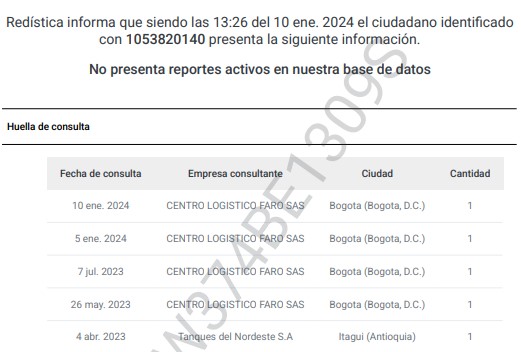 Redística informa que siendo las 13:26 del 10 ene. 2024 el ciudadano identificado
con 1053820140 presenta la siguiente información.
No presenta reportes activos en nuestra base de datos
Huella de consulta
Fecha de consulta Empresa consultante Ciudad Cantidad
10 ene. 2024 CENTRO LOGISTICO FARO SAS Bogota (Bogota, D.C.) 1
5 ene. 2024 CENTRO LOGISTICO FARO SAS Bogota (Bogota, D.C.) 1
7 jul. 2023 CENTRO LOGISTICO FARO SAS Bogota (Bogota, D.C.) 1
26 may. 2023 CENTRO LOGISTICO FARO SAS Bogota (Bogota, D.C.) 1
4 abr. 2023 Tanques del Nordeste S.A Itagui (Antioquia) 1
W374BE1309S